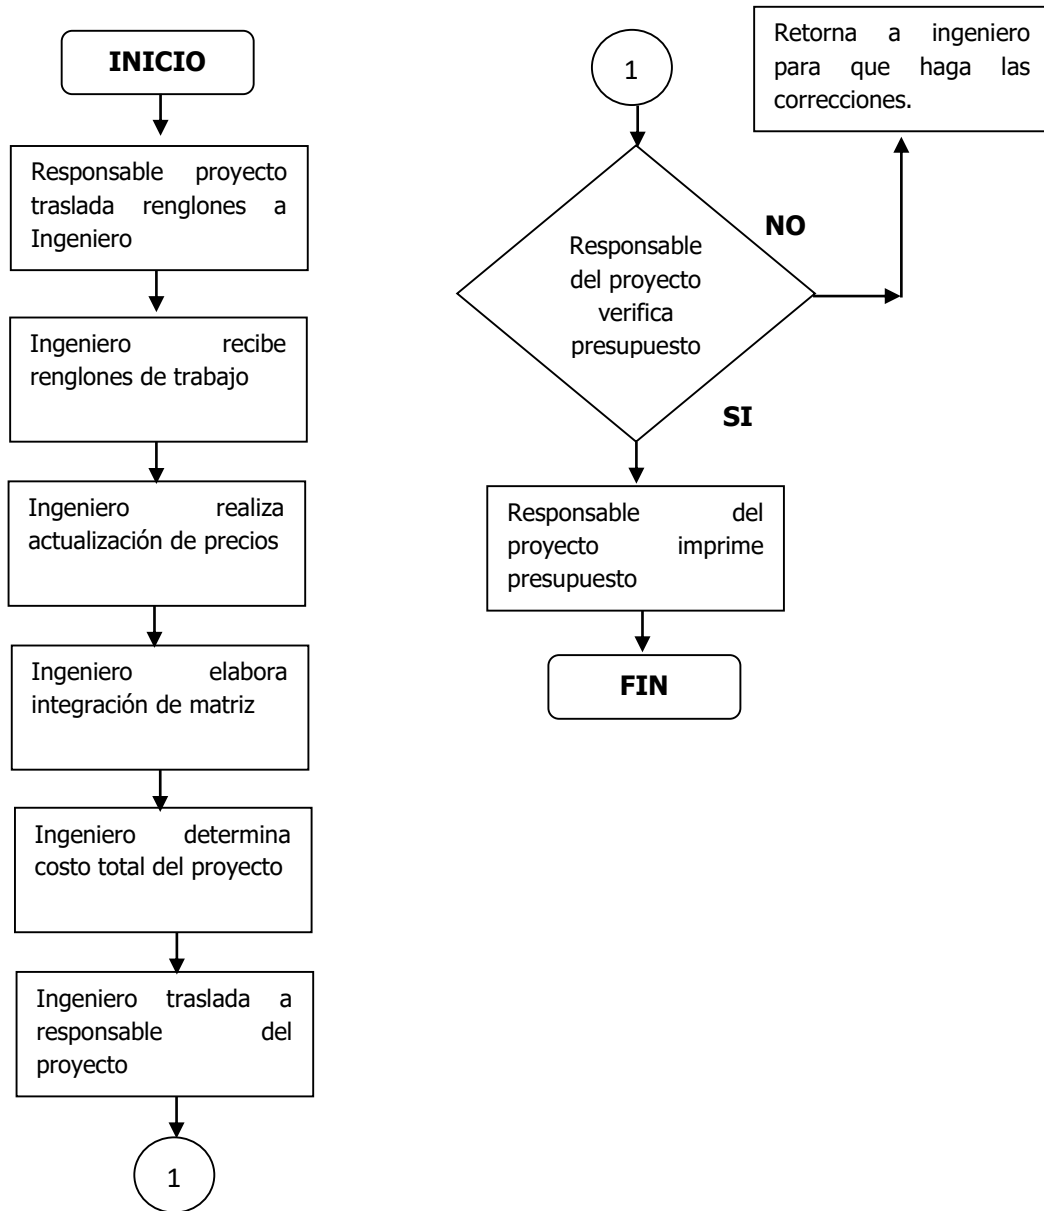 INICIO
Responsable proyecto
traslada renglones a
Ingeniero
Ingeniero recibe
renglones de trabajo
Ingeniero realiza
actualización de precios
Ingeniero elabora
integración de matriz
Ingeniero determina
costo total del proyecto
Ingeniero traslada a
responsable del
proyecto
1
1
Responsable
del proyecto
verifica
presupuesto
NO
Retorna a ingeniero
para que haga las
correcciones.
SI
Responsable del
proyecto imprime
presupuesto
FIN